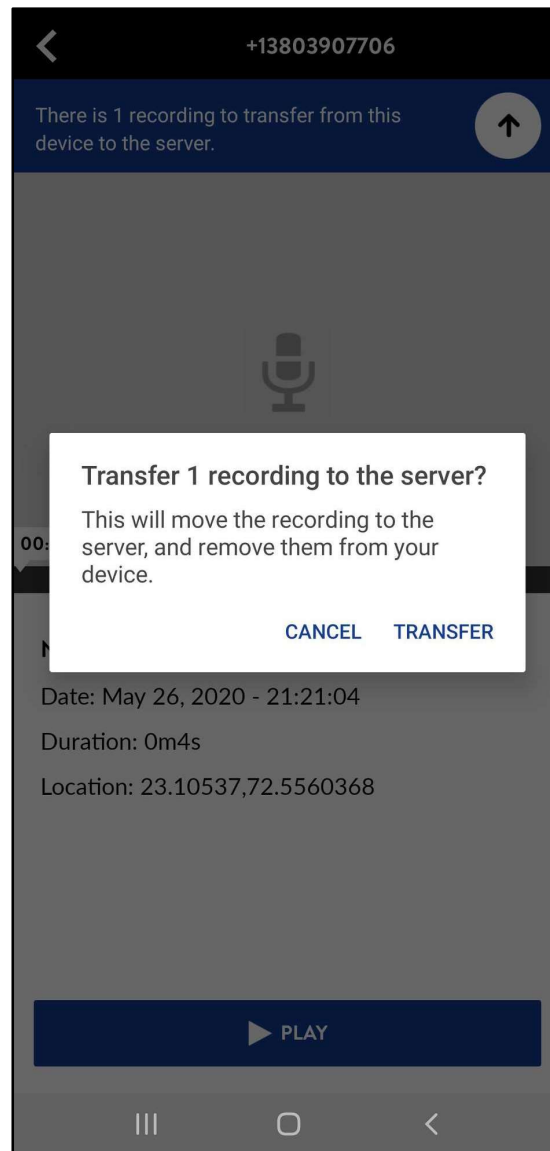 +13803907706
There is 1 recording to transfer from this
device to the server.
Transfer 1 recording to the server?
This will move the recording to the
server, and remove them from your
device.
00:
CANCEL TRANSFER
Date: May 26, 2020 - 21:21:04
Duration: 0m4s
Location: 23.10537,72.5560368
PLAY